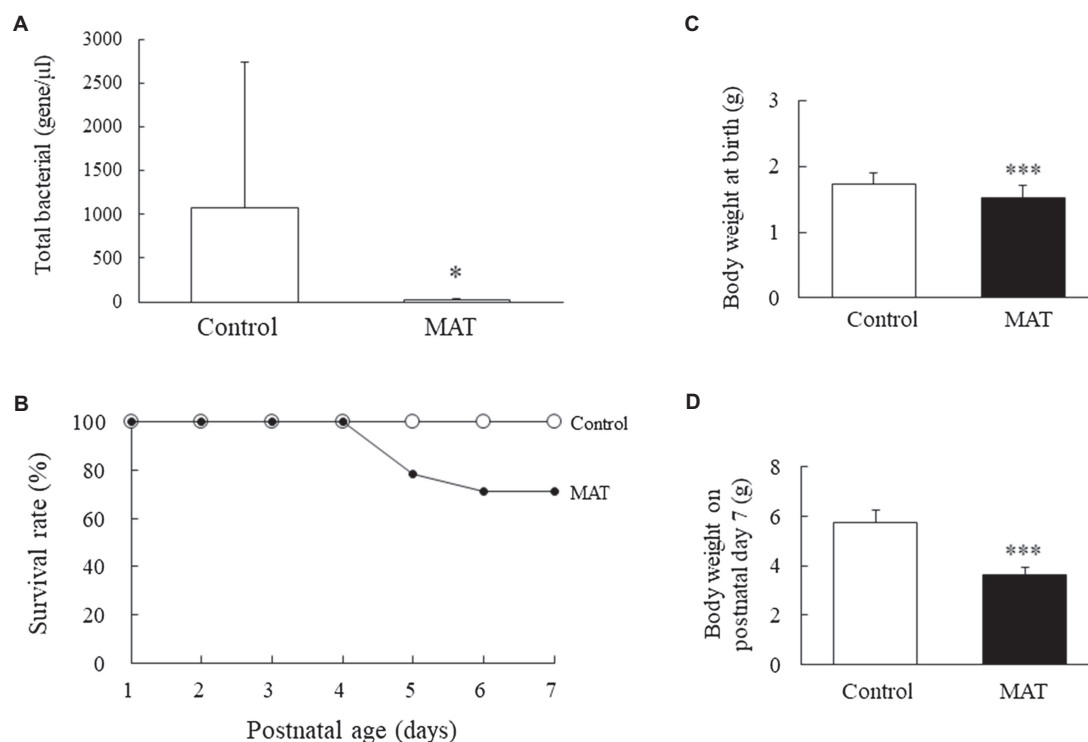 A
Total bacterial (gene/μl)
3000
2500
2000
1500
1000
500
0
*
Control MAT
B
Survival rate (%)
100
80
60
40
20
0
Control
MAT
1 2 3 4 5 6 7
Postnatal age (days)
C
Body weight at birth (g)
3
2
1
0
***
Control MAT
D
Body weight on
postnatal day 7 (g)
8
6
4
2
0
***
Control MAT